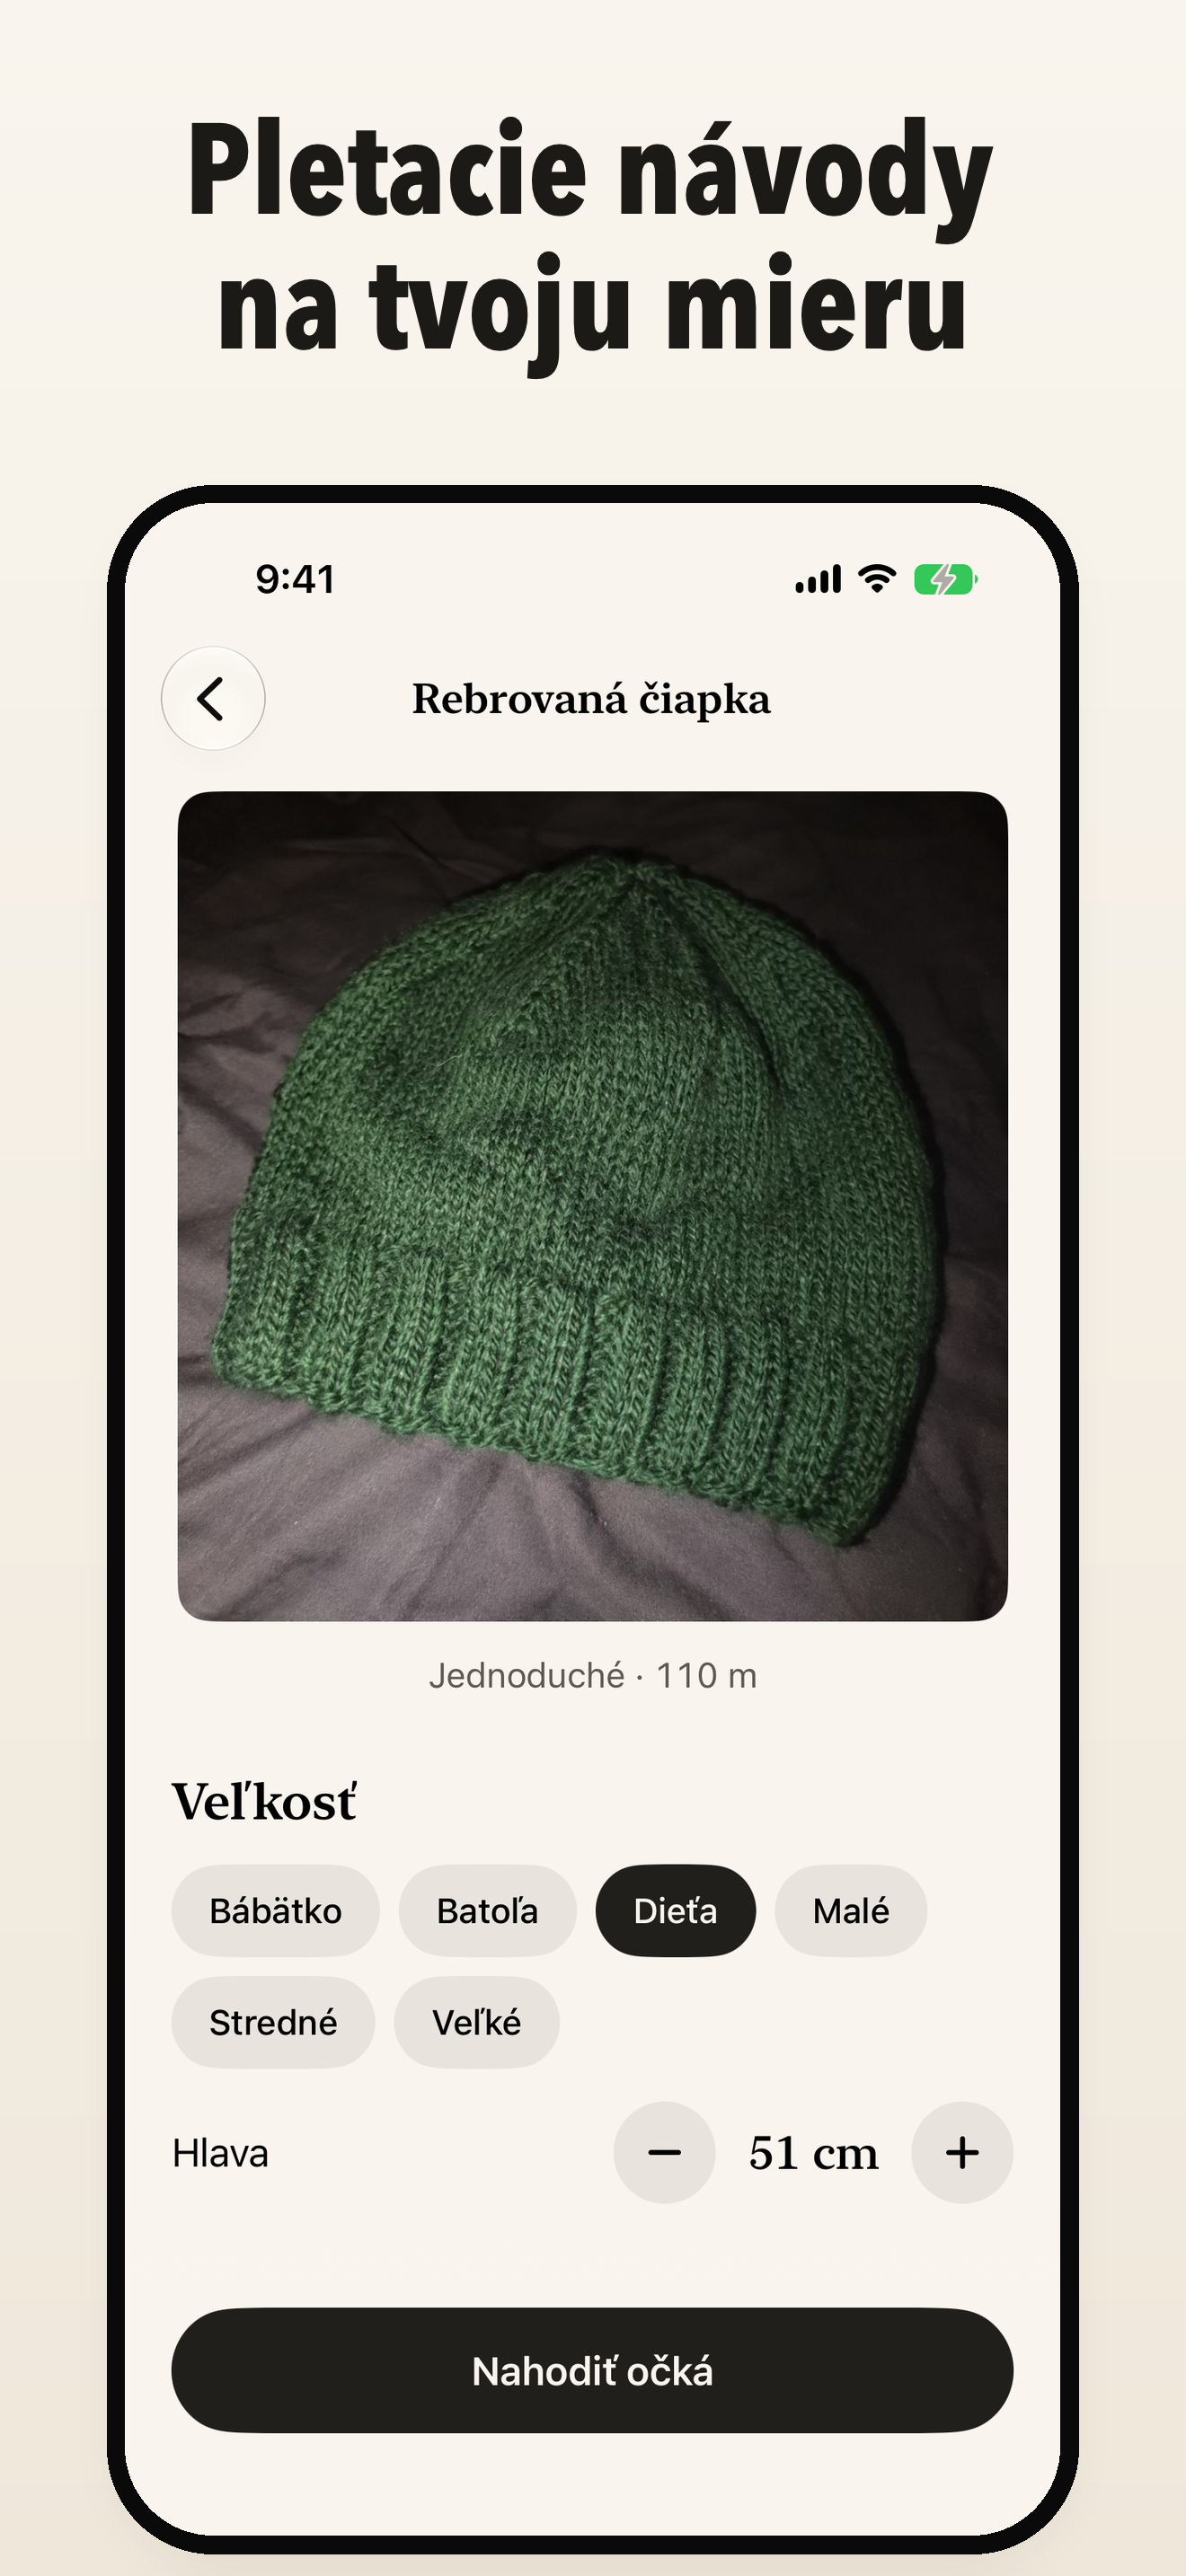 Pletacie návody
na tvoju mieru
9:41
Rebrovaná čiapka
Jednoduché · 110 m
Veľkosť
Bábätko Batoľa Dieťa Malé
Stredné Veľké
Hlava − 51 cm +
Nahodiť očká